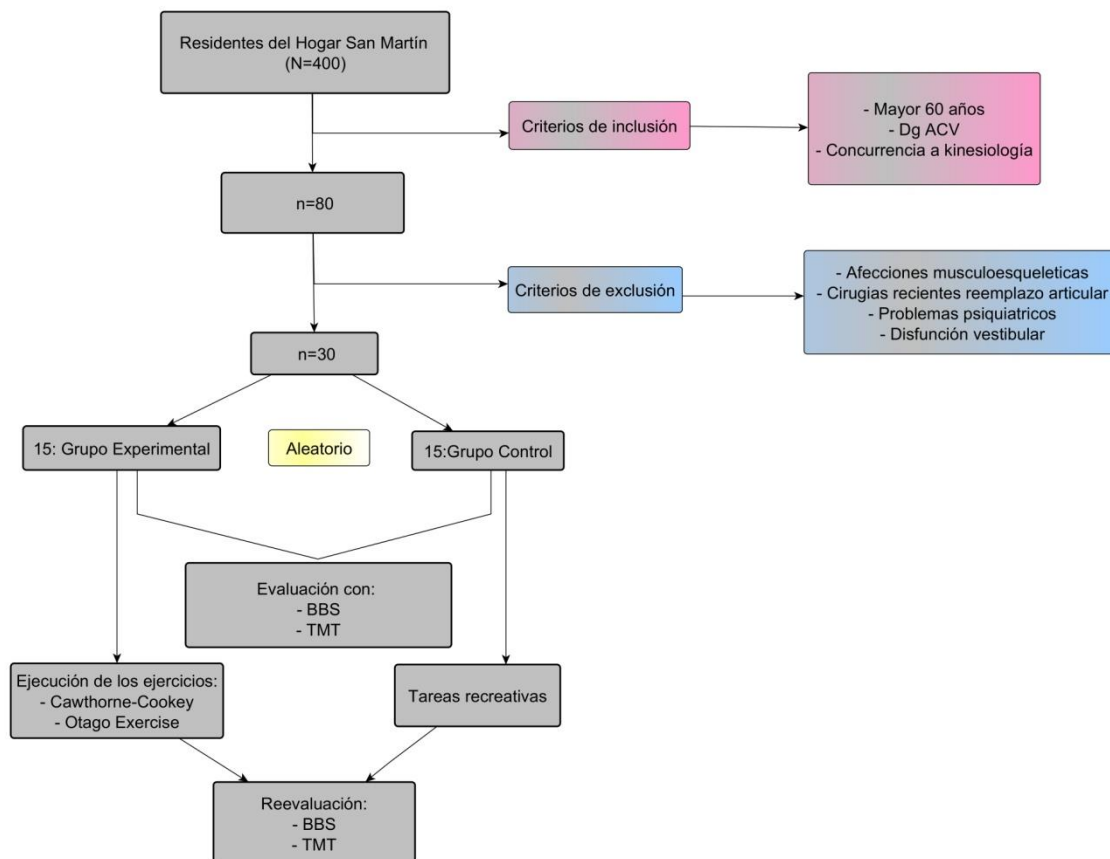 Residentes del Hogar San Martín
(N=400)
Criterios de inclusión
- Mayor 60 años
- Dg ACV
- Concurrencia a kinesiología
n=80
Criterios de exclusión
- Afecciones musculoesqueleticas
- Cirugias recientes reemplazo articular
- Problemas psiquiatricos
- Disfunción vestibular
n=30
15: Grupo Experimental
Aleatorio
15:Grupo Control
Evaluación con:
- BBS
- TMT
Ejecución de los ejercicios:
- Cawthorne-Cookey
- Otago Exercise
Tareas recreativas
Reevaluación:
- BBS
- TMT